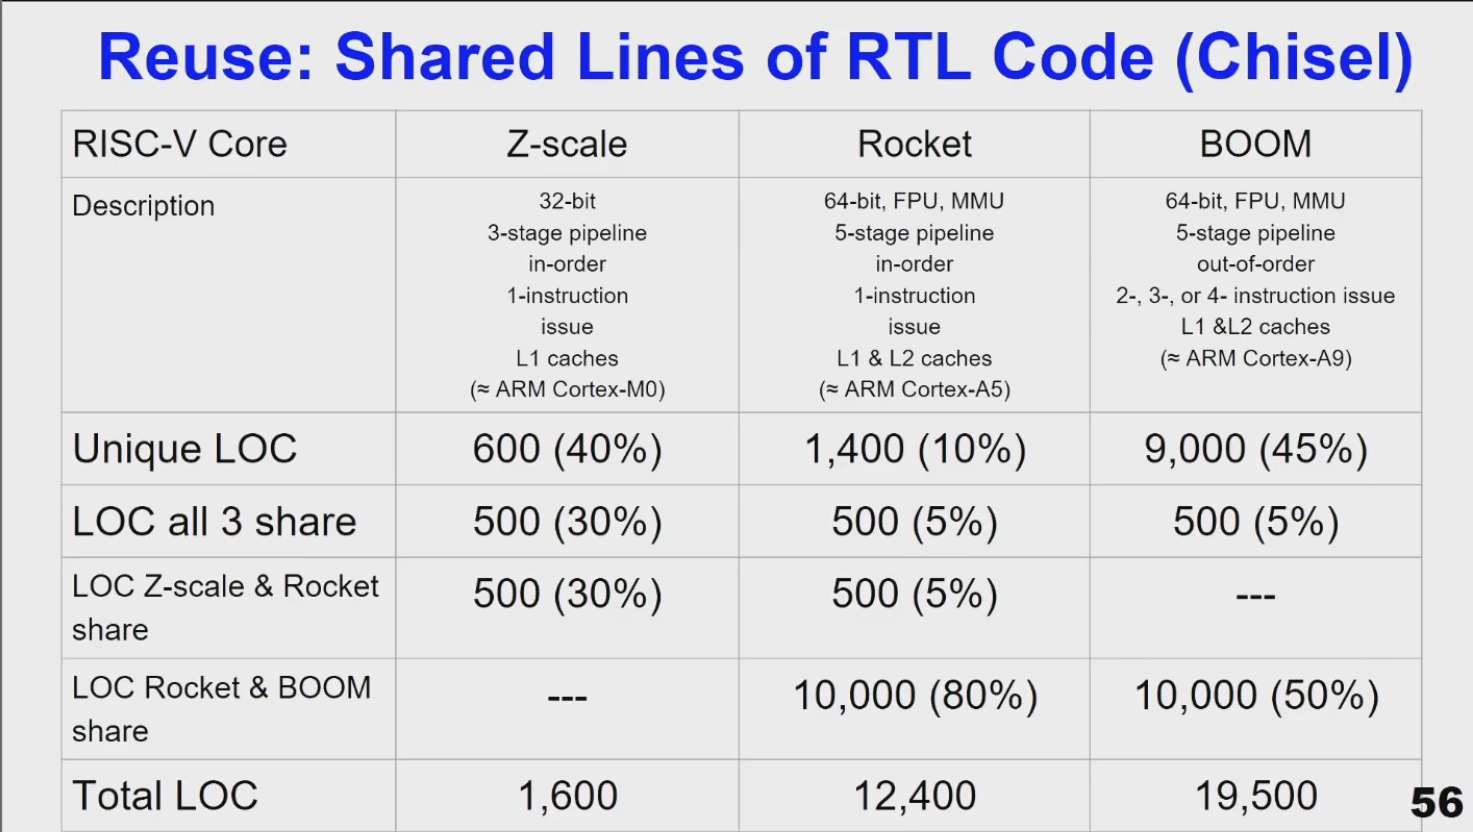 Reuse: Shared Lines of RTL Code (Chisel)
RISC-V Core
Z-scale
Rocket
BOOM
Description
32-bit
3-stage pipeline
in-order
1-instruction
issue
L1 caches
(≈ ARM Cortex-M0)
64-bit, FPU, MMU
5-stage pipeline
in-order
1-instruction
issue
L1 & L2 caches
(≈ ARM Cortex-A5)
64-bit, FPU, MMU
5-stage pipeline
out-of-order
2-, 3-, or 4- instruction issue
L1 &L2 caches
(≈ ARM Cortex-A9)
Unique LOC
600 (40%)
1,400 (10%)
9,000 (45%)
LOC all 3 share
500 (30%)
500 (5%)
500 (5%)
LOC Z-scale & Rocket
share
500 (30%)
500 (5%)
---
LOC Rocket & BOOM
share
---
10,000 (80%)
10,000 (50%)
Total LOC
1,600
12,400
19,500
56